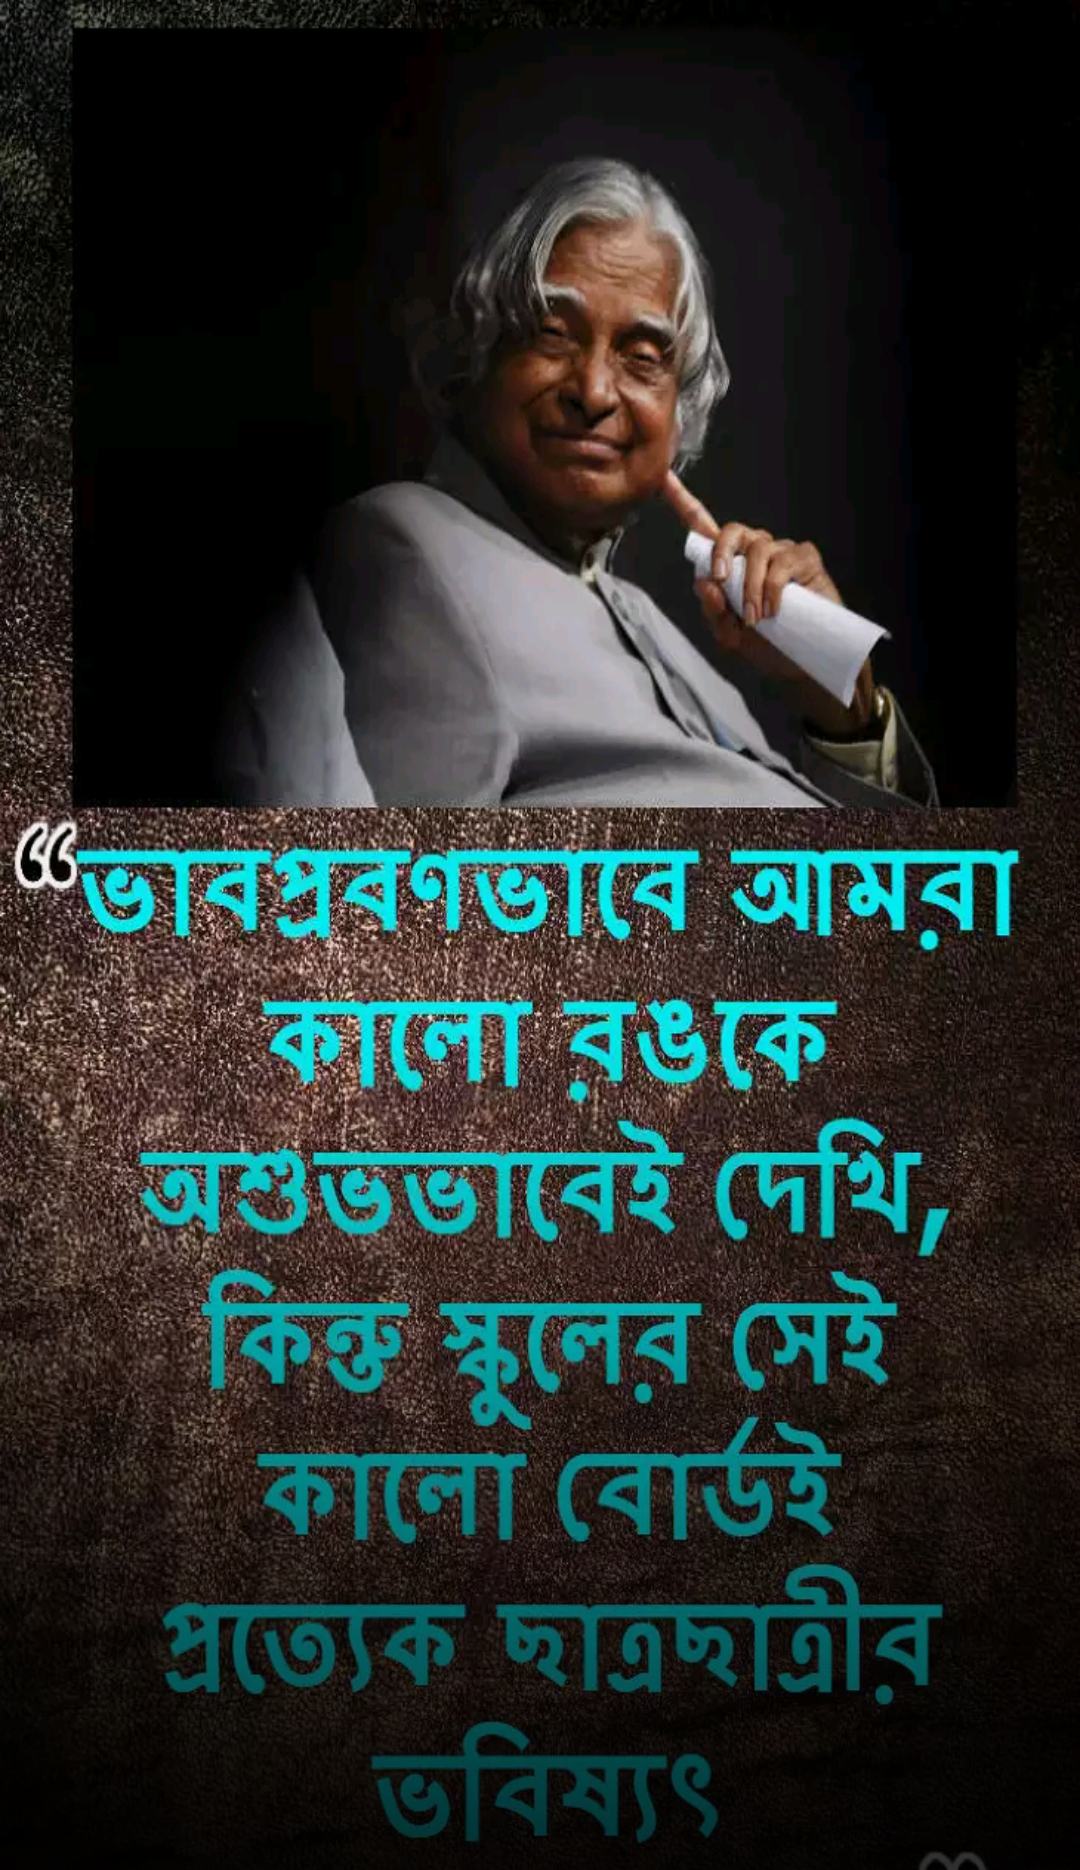 “ভাবপ্রবণভাবে আমরা
কালো রঙকে
অশুভভাবেই দেখি,
কিন্তু স্কুলের সেই
কালো বোর্ডই
প্রত্যেক ছাত্রছাত্রীর
ভবিষ্যৎ